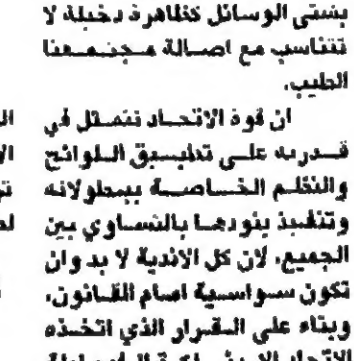 بشتى الوسائل كظاهرة دخيلة لا
تتناسب مع اصالة مجتمعنا
الطيب.
ان قوة الاتحاد تتمثل في
قدرته على تطبيق اللوائح
والنظم الخاصة ببطولاته
وتنفيذ بنودها بالتساوي بين
الجميع، لان كل الاندية لا بد وان
تكون سواسية امام القانون،
وبناء على القرار الذي اتخذه